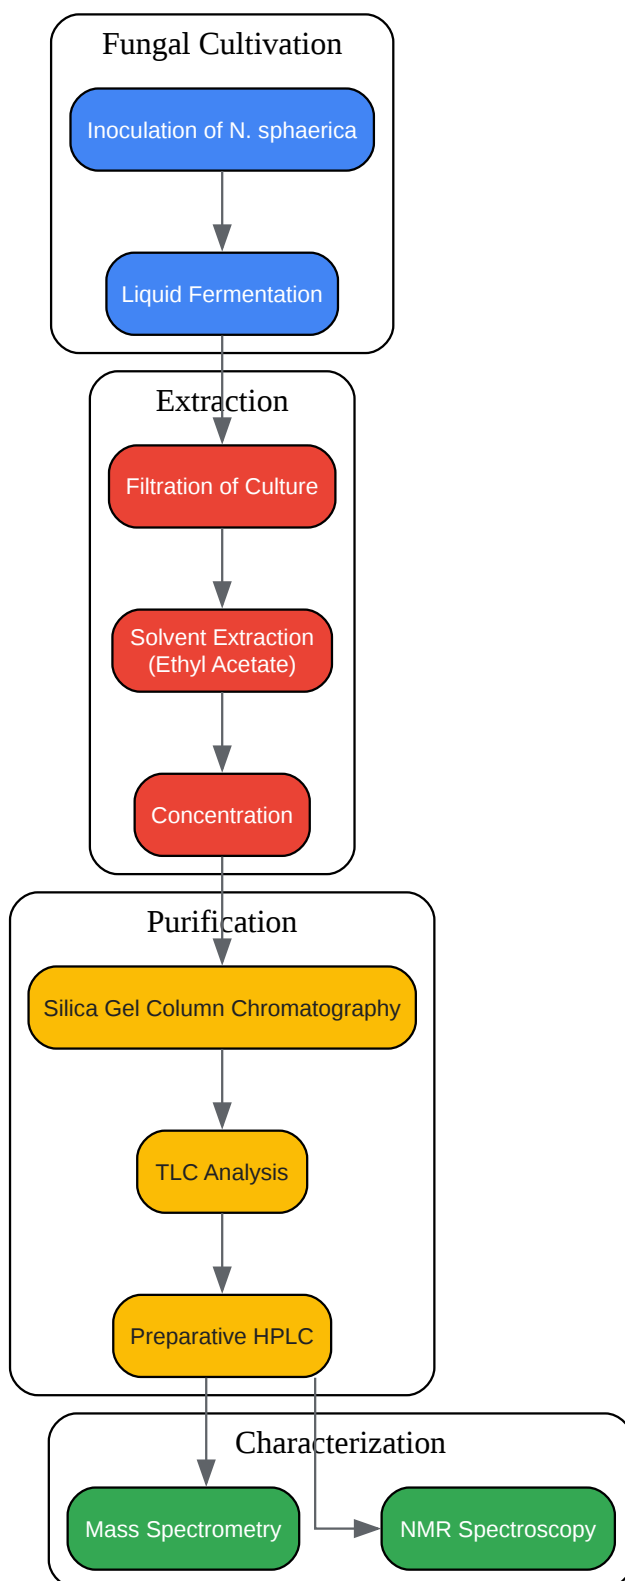 Fungal Cultivation
Inoculation of N. sphaerica
Liquid Fermentation
Extraction
Filtration of Culture
Solvent Extraction
(Ethyl Acetate)
Concentration
Purification
Silica Gel Column Chromatography
TLC Analysis
Preparative HPLC
Characterization
Mass Spectrometry
NMR Spectroscopy